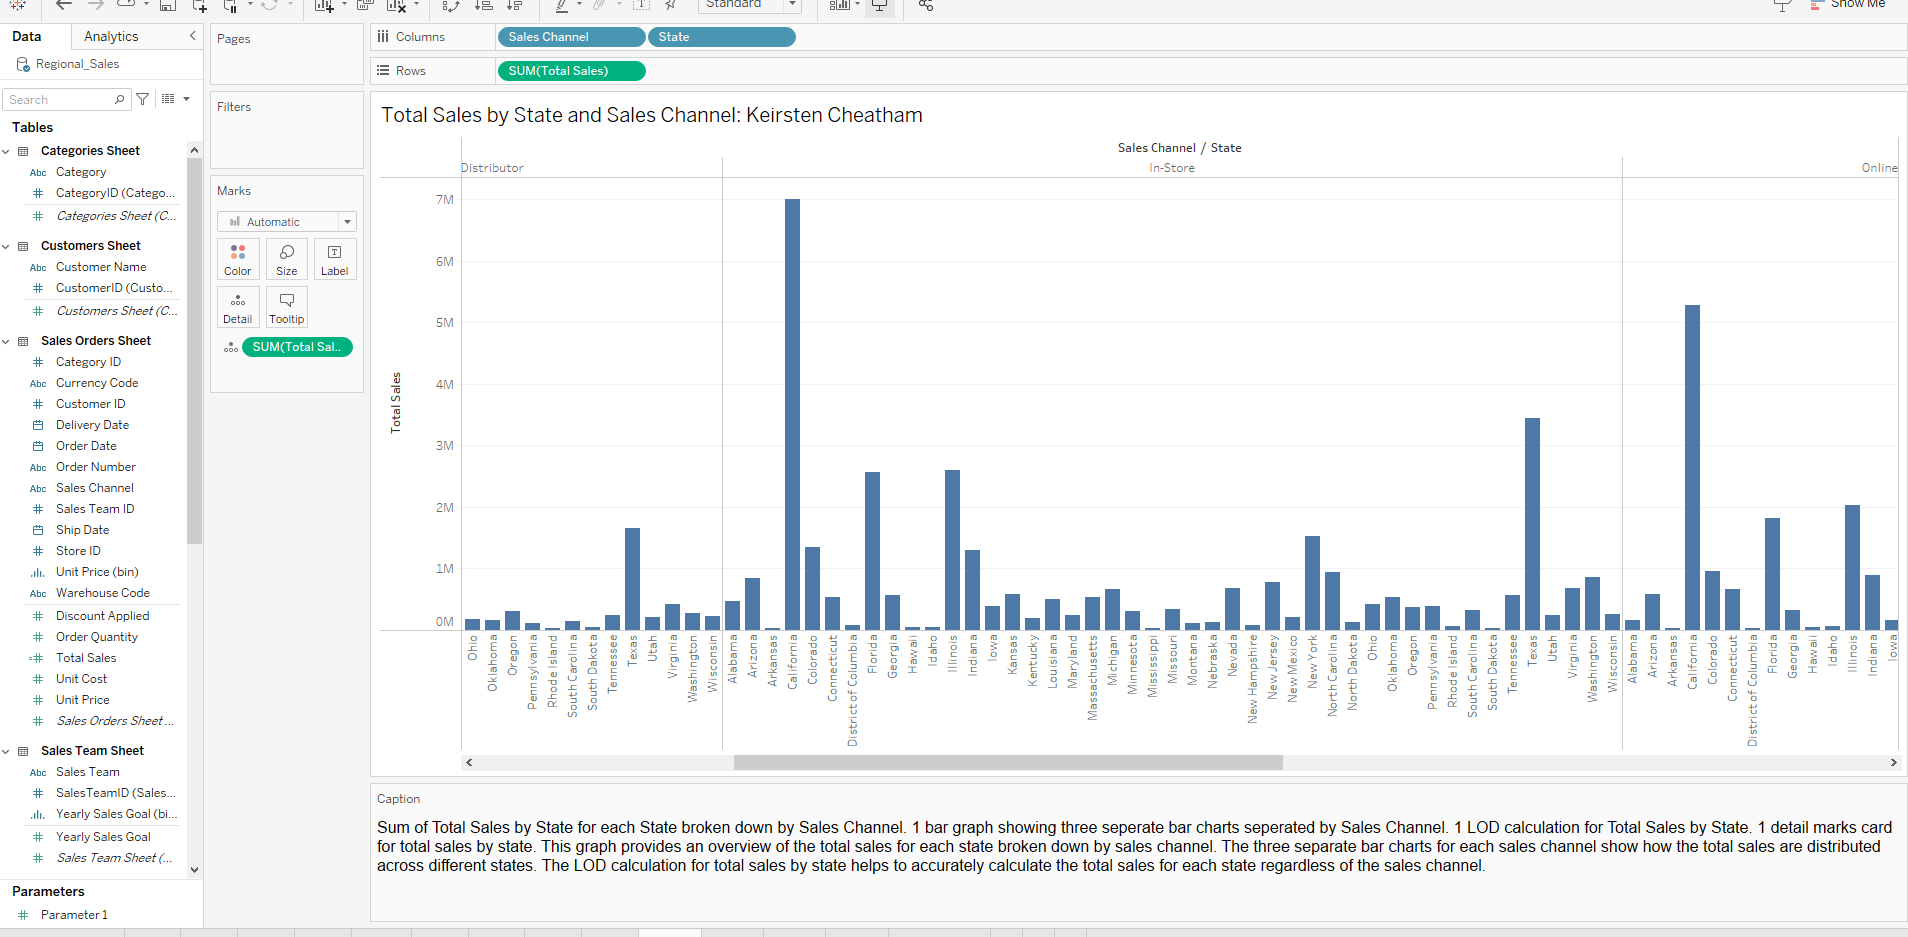 Standard
Show Me
Data
Analytics
Regional_Sales
Search
Tables
Categories Sheet
Abc Category
CategoryID (Catego...
Categories Sheet (C...
Customers Sheet
Abc Customer Name
CustomerID (Custo...
Customers Sheet (C...
Sales Orders Sheet
Category ID
Abc Currency Code
Customer ID
Delivery Date
Order Date
Abc Order Number
Abc Sales Channel
Sales Team ID
Ship Date
Store ID
Unit Price (bin)
Abc Warehouse Code
Discount Applied
Order Quantity
Total Sales
Unit Cost
Unit Price
Sales Orders Sheet ...
Sales Team Sheet
Abc Sales Team
SalesTeamID (Sales...
Yearly Sales Goal (bi...
Yearly Sales Goal
Sales Team Sheet (...
Parameters
Parameter 1
Pages
Filters
Marks
Automatic
Color
Size
Label
Detail
Tooltip
SUM(Total Sal..
Columns
Sales Channel
State
Rows
SUM(Total Sales)
Total Sales by State and Sales Channel: Keirsten Cheatham
Sales Channel / State
Distributor
In-Store
Online
Total Sales
7M
6M
5M
4M
3M
2M
1M
0M
Ohio
Oklahoma
Oregon
Pennsylvania
Rhode Island
South Carolina
South Dakota
Tennessee
Texas
Utah
Virginia
Washington
Wisconsin
Alabama
Arizona
Arkansas
California
Colorado
Connecticut
District of Columbia
Florida
Georgia
Hawaii
Idaho
Illinois
Indiana
Iowa
Kansas
Kentucky
Louisiana
Maryland
Massachusetts
Michigan
Minnesota
Mississippi
Missouri
Montana
Nebraska
Nevada
New Hampshire
New Jersey
New Mexico
New York
North Carolina
North Dakota
Ohio
Oklahoma
Oregon
Pennsylvania
Rhode Island
South Carolina
South Dakota
Tennessee
Texas
Utah
Virginia
Washington
Wisconsin
Alabama
Arizona
Arkansas
California
Colorado
Connecticut
District of Columbia
Florida
Georgia
Hawaii
Idaho
Illinois
Indiana
Iowa
Caption
Sum of Total Sales by State for each State broken down by Sales Channel. 1 bar graph showing three seperate bar charts seperated by Sales Channel. 1 LOD calculation for Total Sales by State. 1 detail marks card
for total sales by state. This graph provides an overview of the total sales for each state broken down by sales channel. The three separate bar charts for each sales channel show how the total sales are distributed
across different states. The LOD calculation for total sales by state helps to accurately calculate the total sales for each state regardless of the sales channel.